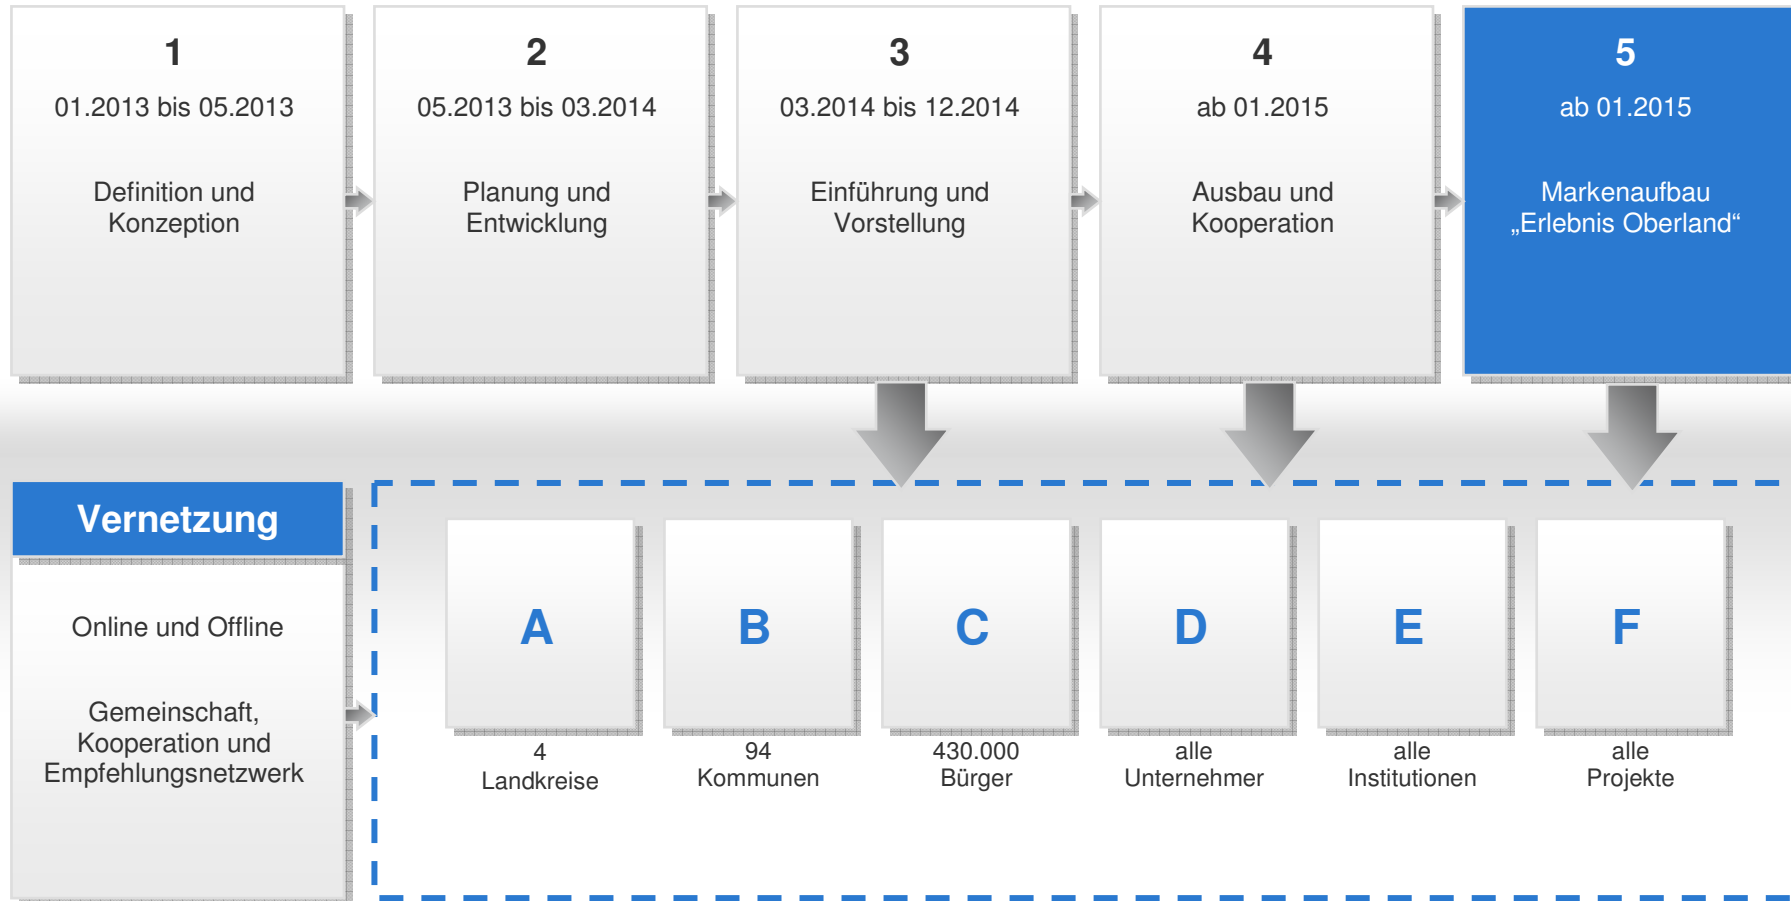 1
01.2013 bis 05.2013
Definition und
Konzeption
2
05.2013 bis 03.2014
Planung und
Entwicklung
3
03.2014 bis 12.2014
Einführung und
Vorstellung
4
ab 01.2015
Ausbau und
Kooperation
5
ab 01.2015
Markenaufbau
„Erlebnis Oberland“
Vernetzung
Online und Offline
Gemeinschaft,
Kooperation und
Empfehlungsnetzwerk
A
4
Landkreise
B
94
Kommunen
C
430.000
Bürger
D
alle
Unternehmer
E
alle
Institutionen
F
alle
Projekte